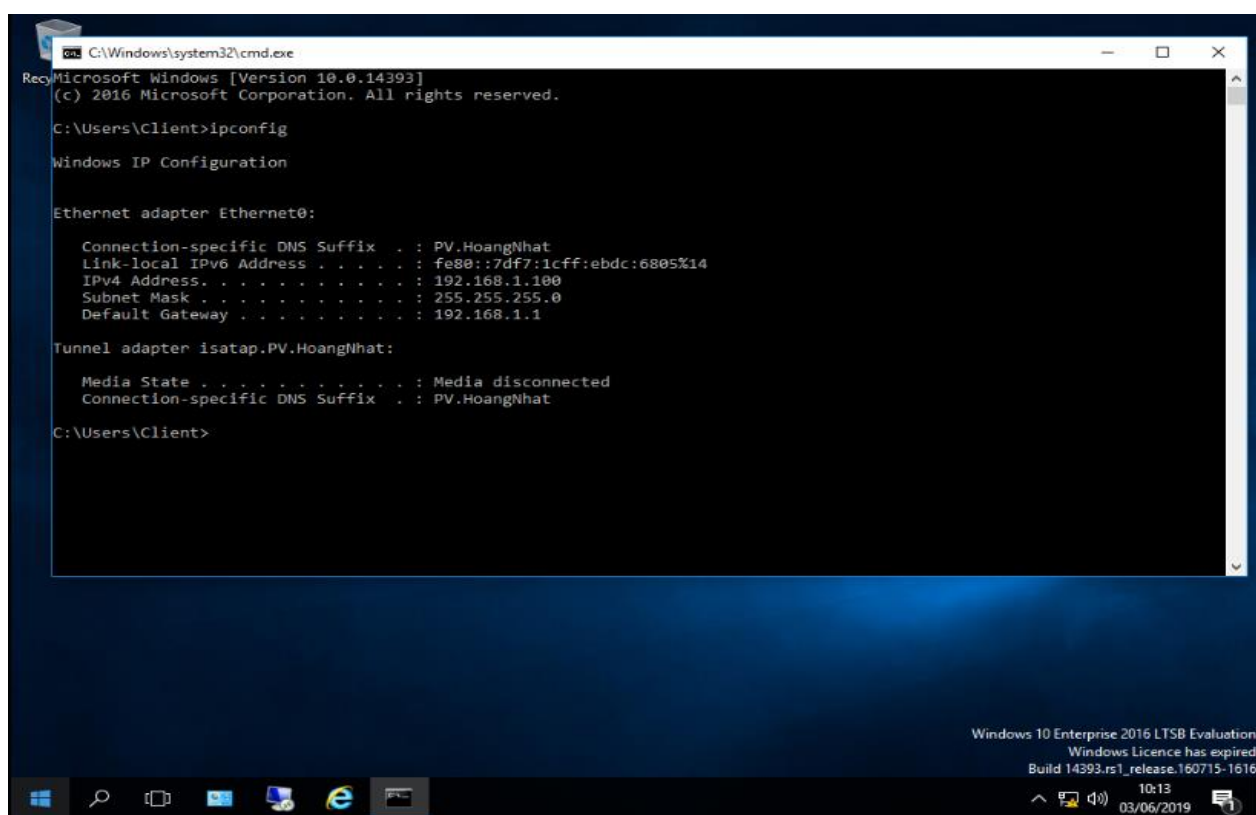 C:\Windows\system32\cmd.exe
Recy
Microsoft Windows [Version 10.0.14393]
(c) 2016 Microsoft Corporation. All rights reserved.
C:\Users\Client>ipconfig
Windows IP Configuration
Ethernet adapter Ethernet0:
Connection-specific DNS Suffix . : PV.HoangNhat
Link-local IPv6 Address . . . . . : fe80::7df7:1cff:ebdc:6805%14
IPv4 Address. . . . . . . . . . . : 192.168.1.100
Subnet Mask . . . . . . . . . . . : 255.255.255.0
Default Gateway . . . . . . . . . : 192.168.1.1
Tunnel adapter isatap.PV.HoangNhat:
Media State . . . . . . . . . . . : Media disconnected
Connection-specific DNS Suffix . : PV.HoangNhat
C:\Users\Client>
Windows 10 Enterprise 2016 LTSB Evaluation
Windows Licence has expired
Build 14393.rs1_release.160715-1616
10:13
03/06/2019
1